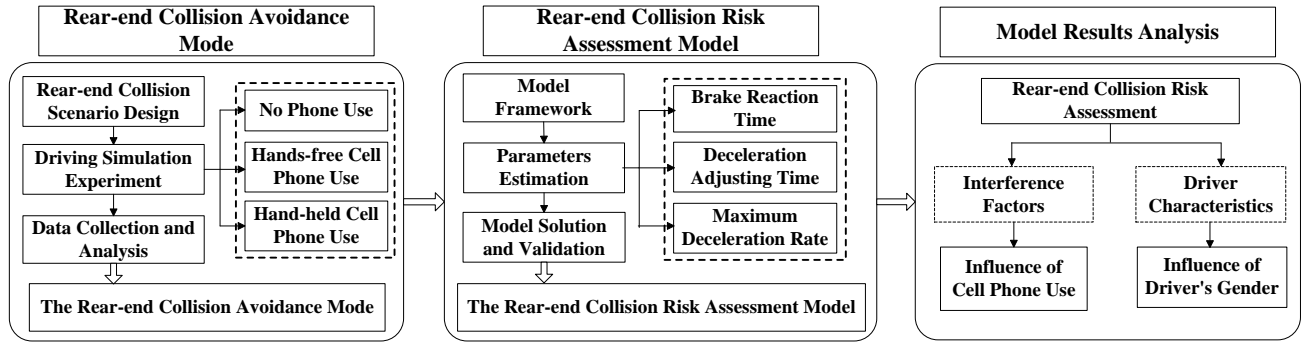 Rear-end Collision Avoidance
Mode
Rear-end Collision
Scenario Design
Driving Simulation
Experiment
Data Collection and
Analysis
No Phone Use
Hands-free Cell
Phone Use
Hand-held Cell
Phone Use
The Rear-end Collision Avoidance Mode
Rear-end Collision Risk
Assessment Model
Model
Framework
Parameters
Estimation
Model Solution
and Validation
Brake Reaction
Time
Deceleration
Adjusting Time
Maximum
Deceleration Rate
The Rear-end Collision Risk Assessment Model
Model Results Analysis
Rear-end Collision Risk
Assessment
Interference
Factors
Driver
Characteristics
Influence of
Cell Phone Use
Influence of
Driver's Gender